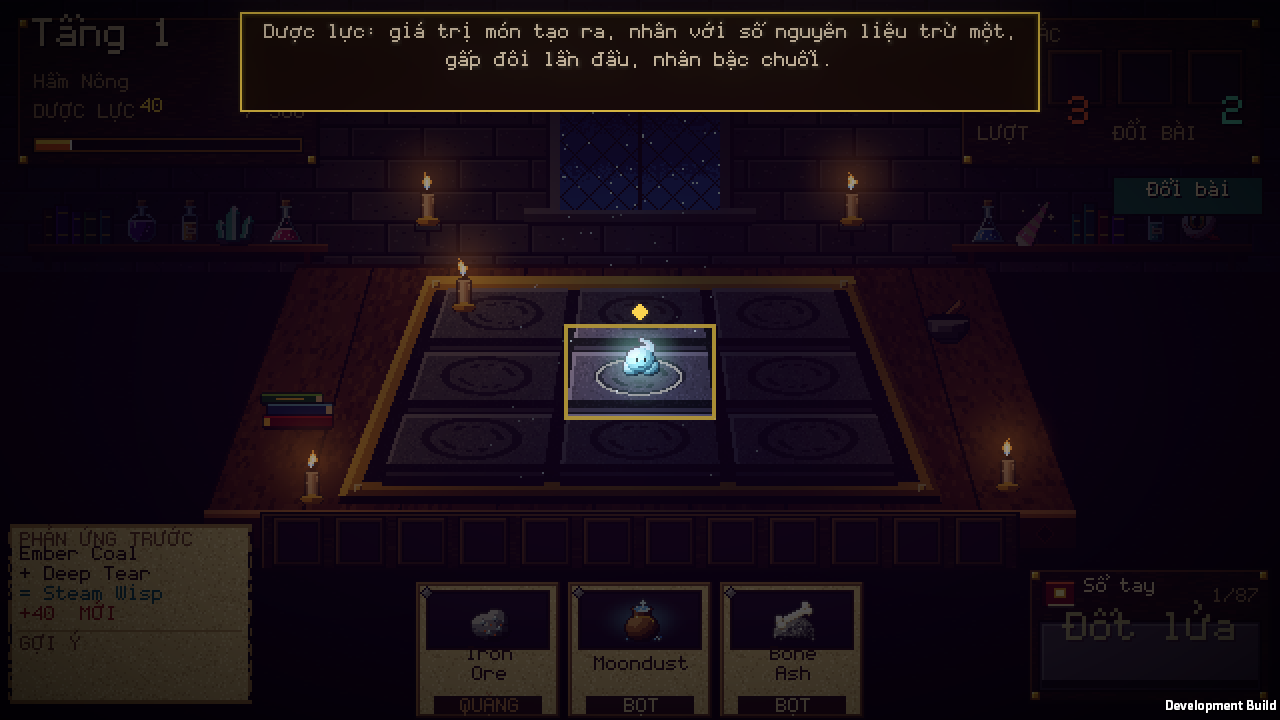 Dược lực: giá trị món tạo ra, nhân với số nguyên liệu trừ một,
gấp đôi lần đầu, nhân bậc chuỗi.
Tầng 1
Hầm Nông
DƯỢC LỰC 40
3
2
LƯỢT
ĐỔI BÀI
Đổi bài
PHẢN ỨNG TRƯỚC
Ember Coal
+ Deep Tear
= Steam Wisp
+40 MỚI
GỢI Ý
Iron
Ore
QUẶNG
Moondust
BỘT
Bone
Ash
BỘT
Sổ tay
1/87
Đốt lửa
Development Build